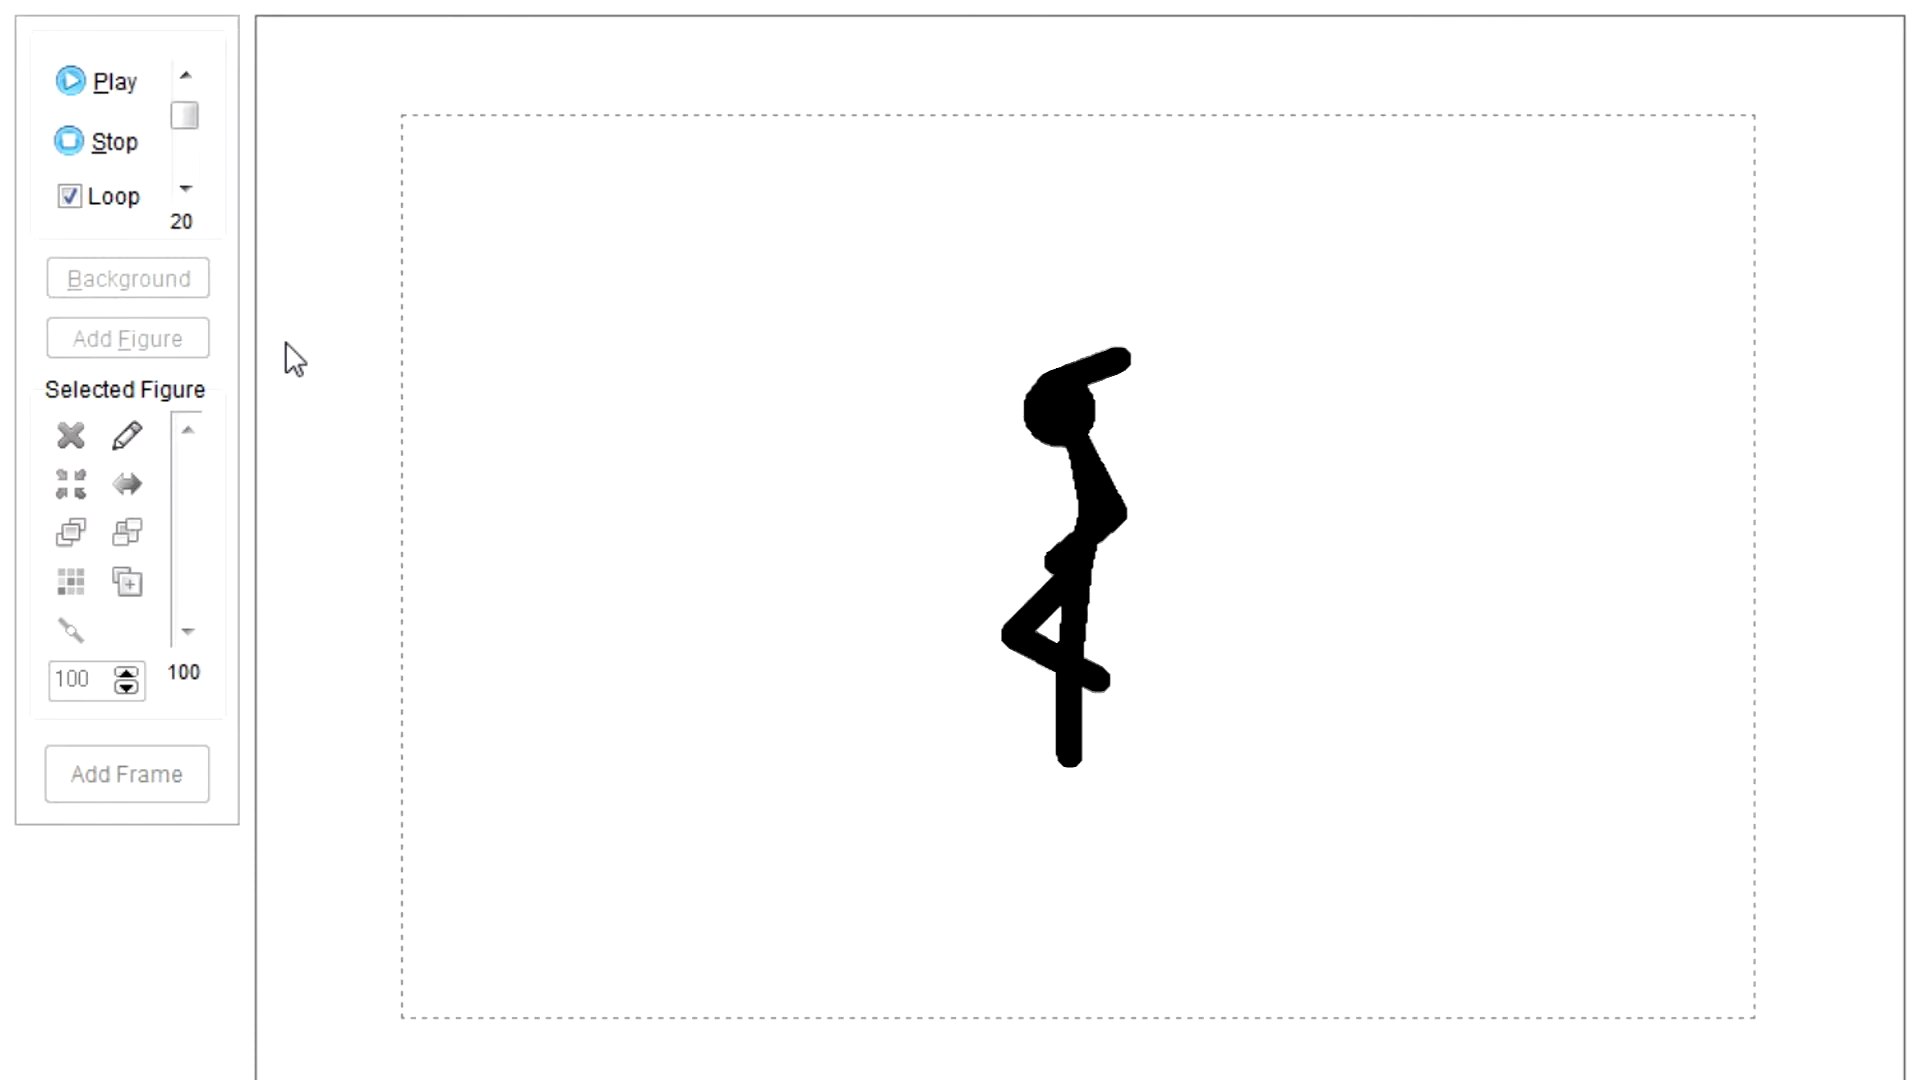 Play
Stop
Loop
20
Background
Add Figure
Selected Figure
100
100
Add Frame